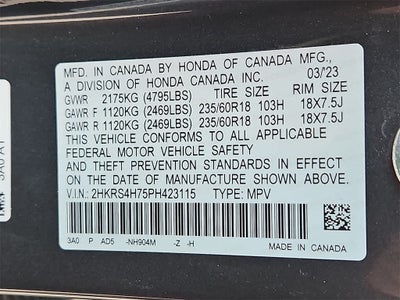 MFD. IN CANADA BY HONDA OF CANADA MFG.,
A DIVISION OF HONDA CANADA INC. 03/'23
GVWR 2175KG (4795LBS) TIRE SIZE RIM SIZE
GAWR F 1120KG (2469LBS) 235/60R18 103H 18X7.5J
GAWR R 1120KG (2469LBS) 235/60R18 103H 18X7.5J
THIS VEHICLE CONFORMS TO ALL APPLICABLE
FEDERAL MOTOR VEHICLE SAFETY
AND THEFT PREVENTION STANDARDS IN EFFECT ON
THE DATE OF MANUFACTURE SHOWN ABOVE.
V.I.N.: 2HKRS4H75PH423115 TYPE: MPV
3A0 P AD5 -NH904M -Z -H MADE IN CANADA
3A0 A1